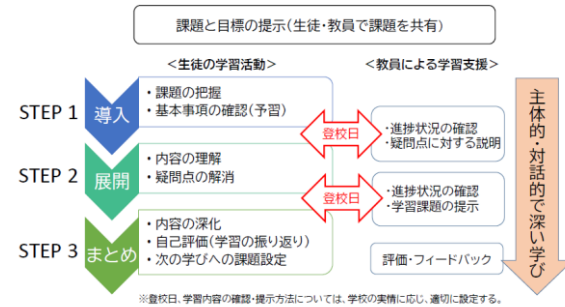 課題と目標の提示(生徒・教員で課題を共有)
<生徒の学習活動>
<教員による学習支援>
STEP 1
導入
・課題の把握
・基本事項の確認(予習)
登校日
・進捗状況の確認
・疑問点に対する説明
STEP 2
展開
・内容の理解
・疑問点の解消
登校日
・進捗状況の確認
・学習課題の提示
STEP 3
まとめ
・内容の深化
・自己評価(学習の振り返り)
・次の学びへの課題設定
評価・フィードバック
主体的・対話的で深い学び
※登校日、学習内容の確認・提示方法については、学校の実情に応じ、適切に設定する。